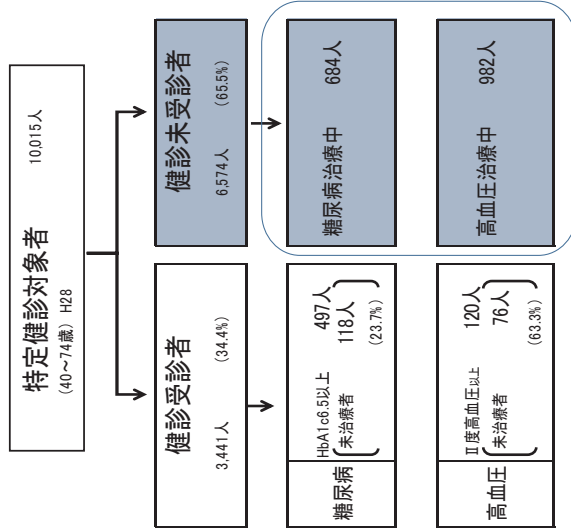 特定健診対象者
(40～74歳) H28 10,015人
健診受診者
3,441人 (34.4%)
健診未受診者
6,574人 (65.5%)
糖尿病
HbA1c6.5以上 497人
未治療者 118人
(23.7%)
糖尿病治療中 684人
高血圧
Ⅱ度高血圧以上 120人
未治療者 76人
(63.3%)
高血圧治療中 982人